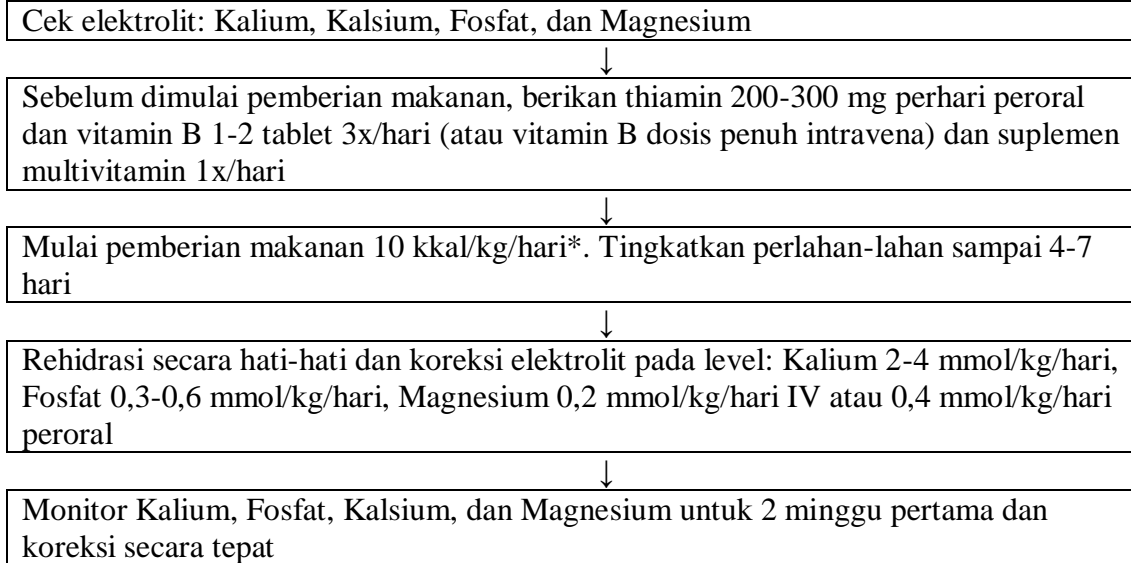 Cek elektrolit: Kalium, Kalsium, Fosfat, dan Magnesium
↓
Sebelum dimulai pemberian makanan, berikan thiamin 200-300 mg perhari peroral
dan vitamin B 1-2 tablet 3x/hari (atau vitamin B dosis penuh intravena) dan suplemen
multivitamin 1x/hari
↓
Mulai pemberian makanan 10 kkal/kg/hari*. Tingkatkan perlahan-lahan sampai 4-7
hari
↓
Rehidrasi secara hati-hati dan koreksi elektrolit pada level: Kalium 2-4 mmol/kg/hari,
Fosfat 0,3-0,6 mmol/kg/hari, Magnesium 0,2 mmol/kg/hari IV atau 0,4 mmol/kg/hari
peroral
↓
Monitor Kalium, Fosfat, Kalsium, dan Magnesium untuk 2 minggu pertama dan
koreksi secara tepat